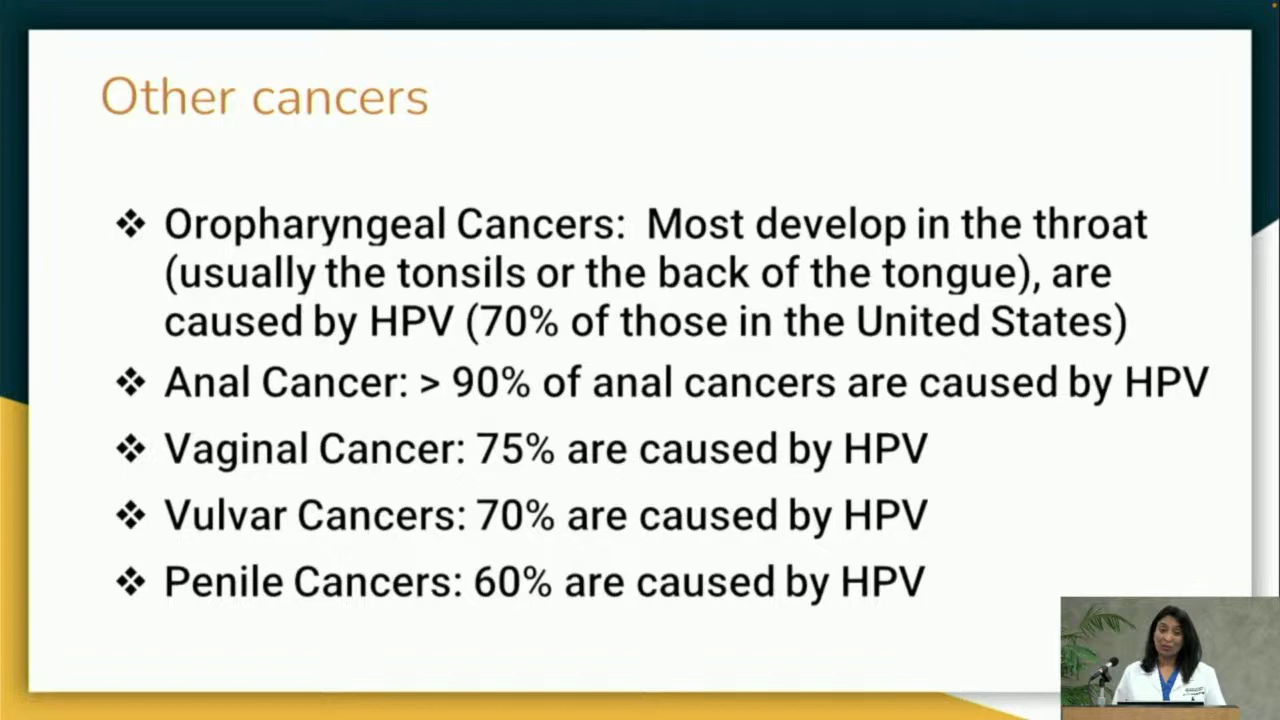 Other cancers
❖ Oropharyngeal Cancers: Most develop in the throat
(usually the tonsils or the back of the tongue), are
caused by HPV (70% of those in the United States)
❖ Anal Cancer: > 90% of anal cancers are caused by HPV
❖ Vaginal Cancer: 75% are caused by HPV
❖ Vulvar Cancers: 70% are caused by HPV
❖ Penile Cancers: 60% are caused by HPV